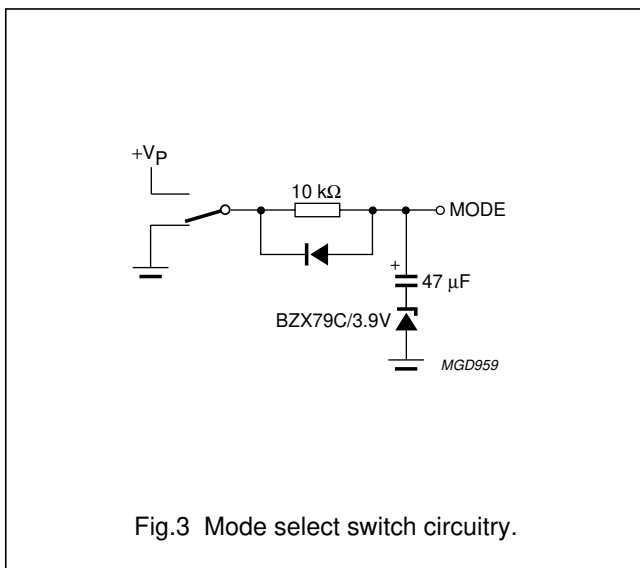 +VP
10 kΩ
MODE
+
47 μF
BZX79C/3.9V
MGD959
Fig.3 Mode select switch circuitry.